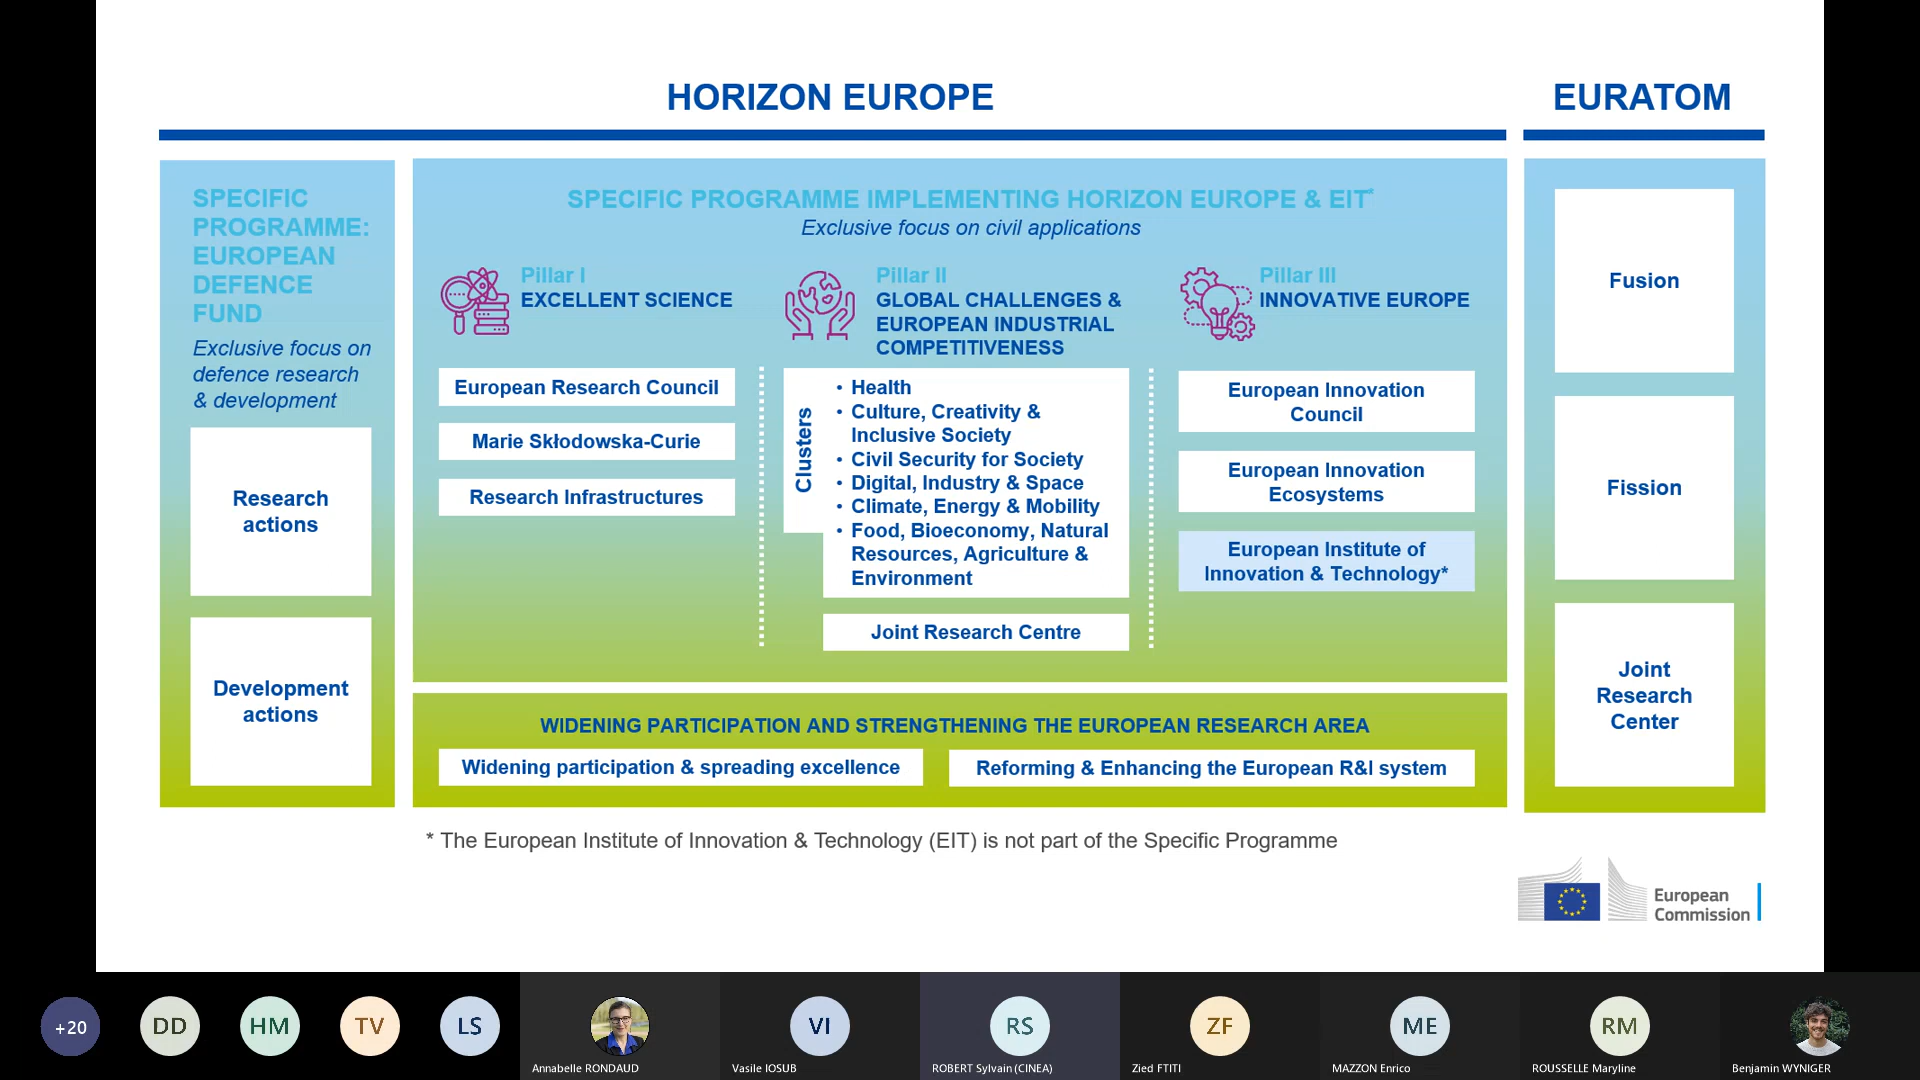 HORIZON EUROPE
EURATOM
SPECIFIC
PROGRAMME:
EUROPEAN
DEFENCE
FUND
Exclusive focus on
defence research
& development
Research
actions
Development
actions
SPECIFIC PROGRAMME IMPLEMENTING HORIZON EUROPE & EIT*
Exclusive focus on civil applications
Pillar I
EXCELLENT SCIENCE
European Research Council
Marie Skłodowska-Curie
Research Infrastructures
Pillar II
GLOBAL CHALLENGES &
EUROPEAN INDUSTRIAL
COMPETITIVENESS
Clusters
• Health
• Culture, Creativity &
Inclusive Society
• Civil Security for Society
• Digital, Industry & Space
• Climate, Energy & Mobility
• Food, Bioeconomy, Natural
Resources, Agriculture &
Environment
Joint Research Centre
Pillar III
INNOVATIVE EUROPE
European Innovation
Council
European Innovation
Ecosystems
European Institute of
Innovation & Technology*
WIDENING PARTICIPATION AND STRENGTHENING THE EUROPEAN RESEARCH AREA
Widening participation & spreading excellence
Reforming & Enhancing the European R&I system
Fusion
Fission
Joint
Research
Center
* The European Institute of Innovation & Technology (EIT) is not part of the Specific Programme
European
Commission
+20
DD
HM
TV
LS
Annabelle RONDAUD
VI
Vasile IOSUB
RS
ROBERT Sylvain (CINEA)
ZF
Zied FTITI
ME
MAZZON Enrico
RM
ROUSSELLE Maryline
Benjamin WYNIGER